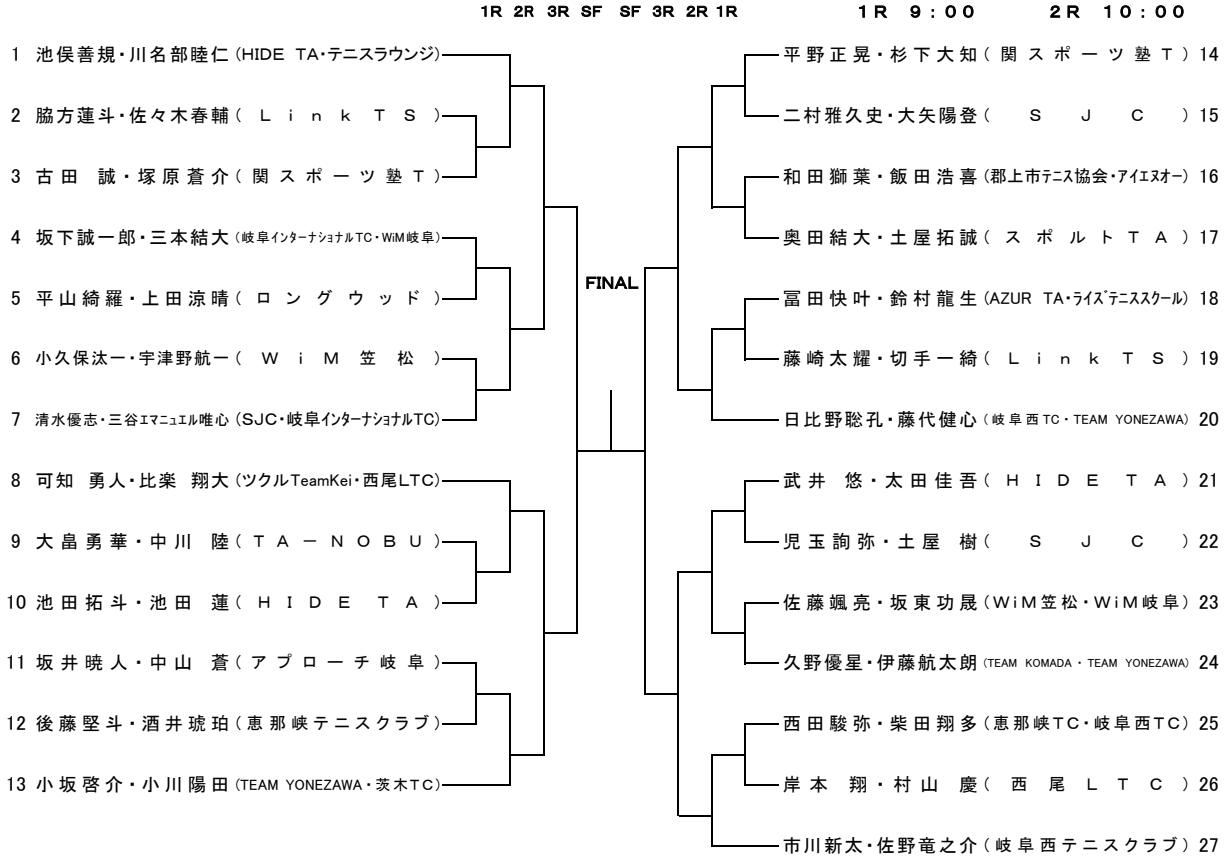 1R 2R 3R SF SF 3R 2R 1R 1R 9:00 2R 10:00
1 池俣善規・川名部睦仁 (HIDE TA・テニスラウンジ)
2 脇方蓮斗・佐々木春輔 (Link TS)
3 古田 誠・塚原蒼介 (関スポーツ塾T)
4 坂下誠一郎・三本結大 (岐阜インターナショナルTC・WiM岐阜)
5 平山綺羅・上田涼晴 (ロングウッド)
6 小久保汰一・宇津野航一 (WiM笠松)
7 清水優志・三谷エマニュエル唯心 (SJC・岐阜インターナショナルTC)
8 可知 勇人・比楽 翔大 (ツクルTeamKei・西尾LTC)
9 大畠勇華・中川 陸 (TA-NOBU)
10 池田拓斗・池田 蓮 (HIDE TA)
11 坂井暁人・中山 蒼 (アプローチ岐阜)
12 後藤堅斗・酒井琥珀 (恵那峡テニスクラブ)
13 小坂啓介・小川陽田 (TEAM YONEZAWA・茨木TC)
FINAL
平野正晃・杉下大知 (関スポーツ塾T) 14
二村雅久史・大矢陽登 (SJC) 15
和田獅葉・飯田浩喜 (郡上市テニス協会・アイエヌオー) 16
奥田結大・土屋拓誠 (スポルトTA) 17
冨田快叶・鈴村龍生 (AZUR TA・ライズテニススクール) 18
藤崎太耀・切手一綺 (Link TS) 19
日比野聡孔・藤代健心 (岐阜西TC・TEAM YONEZAWA) 20
武井 悠・太田佳吾 (HIDE TA) 21
児玉詢弥・土屋 樹 (SJC) 22
佐藤颯亮・坂東功晟 (WiM笠松・WiM岐阜) 23
久野優星・伊藤航太朗 (TEAM KOMADA・TEAM YONEZAWA) 24
西田駿弥・柴田翔多 (恵那峡TC・岐阜西TC) 25
岸本 翔・村山 慶 (西尾LTC) 26
市川新太・佐野竜之介 (岐阜西テニスクラブ) 27